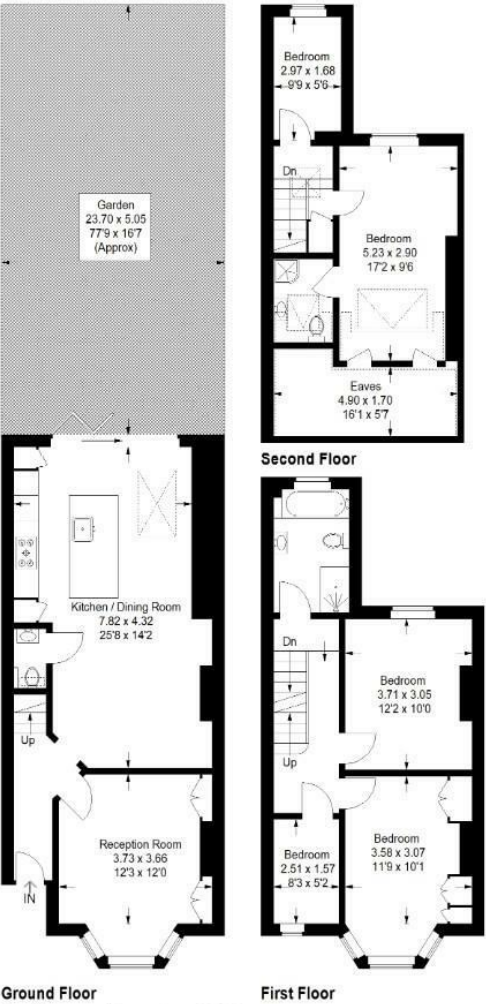 Garden
23.70 x 5.05
77'9 x 16'7
(Approx)
Kitchen / Dining Room
7.82 x 4.32
25'8 x 14'2
Up
Reception Room
3.73 x 3.66
12'3 x 12'0
IN
Ground Floor
Bedroom
2.97 x 1.68
9'9 x 5'6
Dn
Bedroom
5.23 x 2.90
17'2 x 9'6
Eaves
4.90 x 1.70
16'1 x 5'7
Second Floor
Dn
Bedroom
3.71 x 3.05
12'2 x 10'0
Up
Bedroom
2.51 x 1.57
8'3 x 5'2
Bedroom
3.58 x 3.07
11'9 x 10'1
First Floor